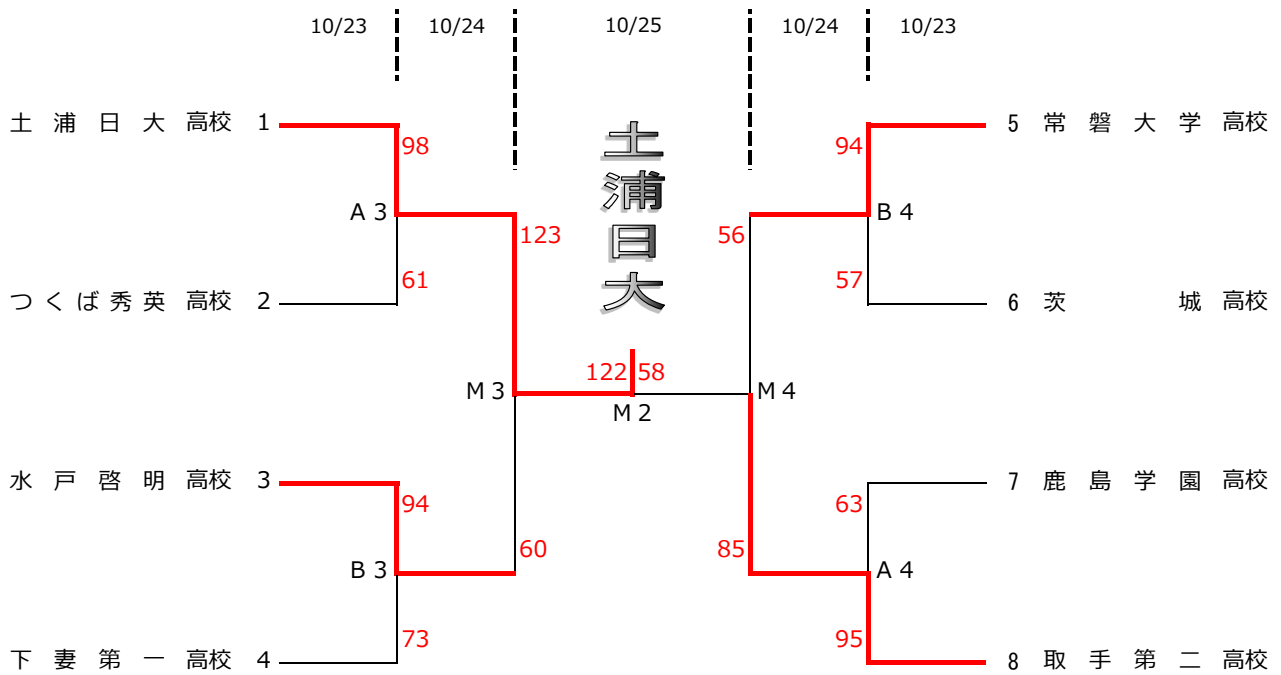 10/23 10/24 10/25 10/24 10/23
土浦日大高校 1
5 常磐大学高校
98
94
土浦日大
A 3
B 4
123
56
61
57
つくば秀英高校 2
6 茨城高校
122 58
M 3
M 4
M 2
水戸啓明高校 3
7 鹿島学園高校
94
63
60
85
B 3
A 4
73
95
下妻第一高校 4
8 取手第二高校